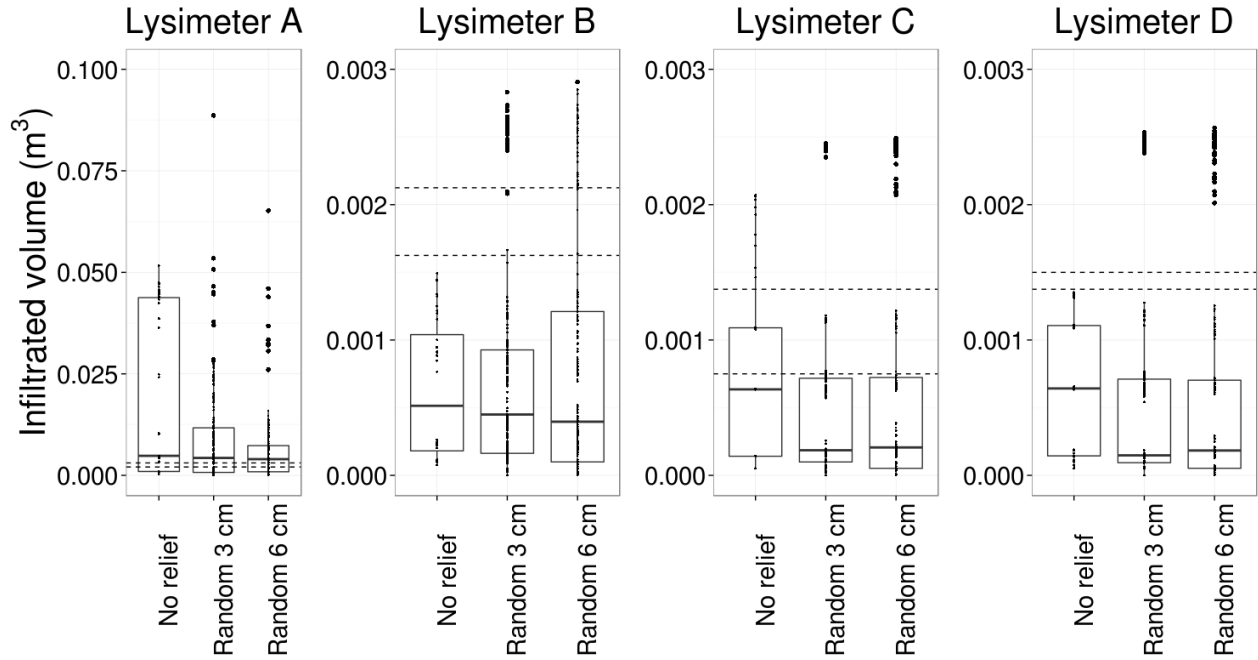 Lysimeter A
Lysimeter B
Lysimeter C
Lysimeter D
Infiltrated volume (m³)
0.100
0.075
0.050
0.025
0.000
0.003
0.002
0.001
0.000
0.003
0.002
0.001
0.000
0.003
0.002
0.001
0.000
No relief
Random 3 cm
Random 6 cm
No relief
Random 3 cm
Random 6 cm
No relief
Random 3 cm
Random 6 cm
No relief
Random 3 cm
Random 6 cm